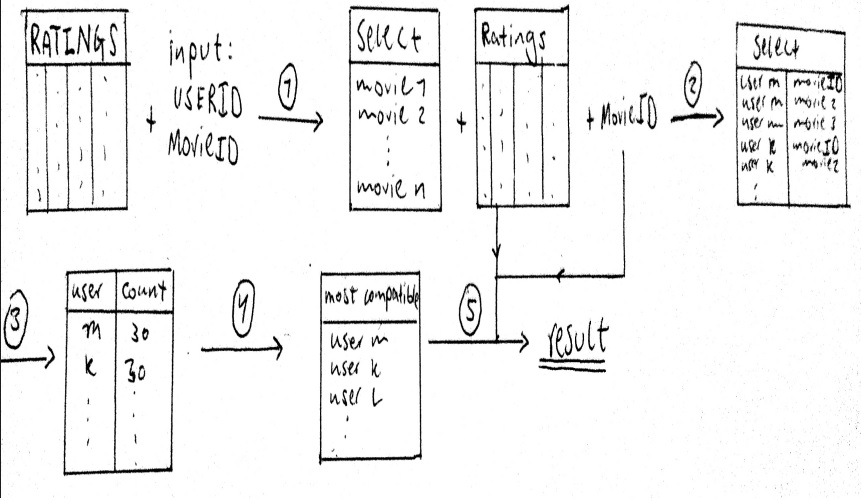 RATINGS
input:
USERID
MovieID
1
Select
movie 1
movie 2
movie n
Ratings
+ MovieID
2
Select
user m movieID
user m movie 2
user m movie 3
user k movieID
user k movie2
3
user count
m 30
k 30
4
most compatible
user m
user k
user L
5
result